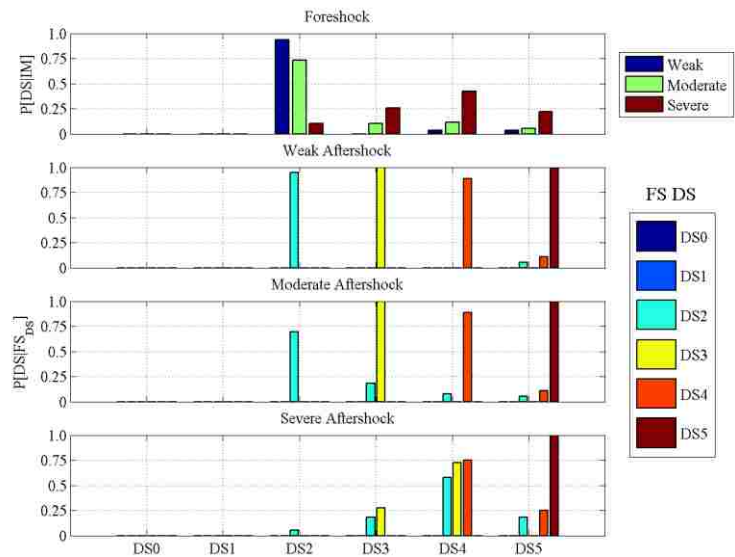 Foreshock
P[DS|IM]
1.0
0.75
0.5
0.25
0
Weak
Moderate
Severe
Weak Aftershock
1.0
0.75
0.5
0.25
0
Moderate Aftershock
P[DS|FS_DS]
1.0
0.75
0.5
0.25
0
Severe Aftershock
1.0
0.75
0.5
0.25
0
DS0 DS1 DS2 DS3 DS4 DS5
FS DS
DS0
DS1
DS2
DS3
DS4
DS5